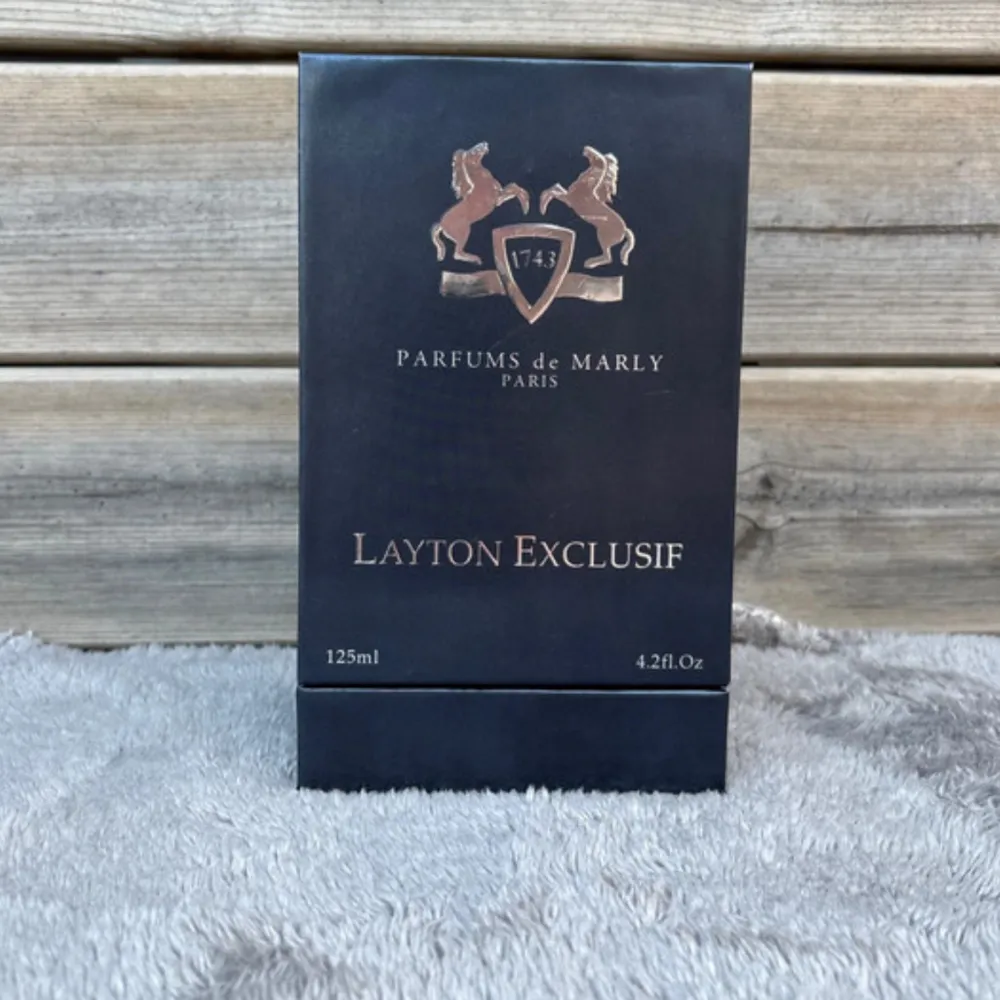 1743
PARFUMS de MARLY
PARIS
LAYTON EXCLUSIF
125ml 4.2fl.Oz